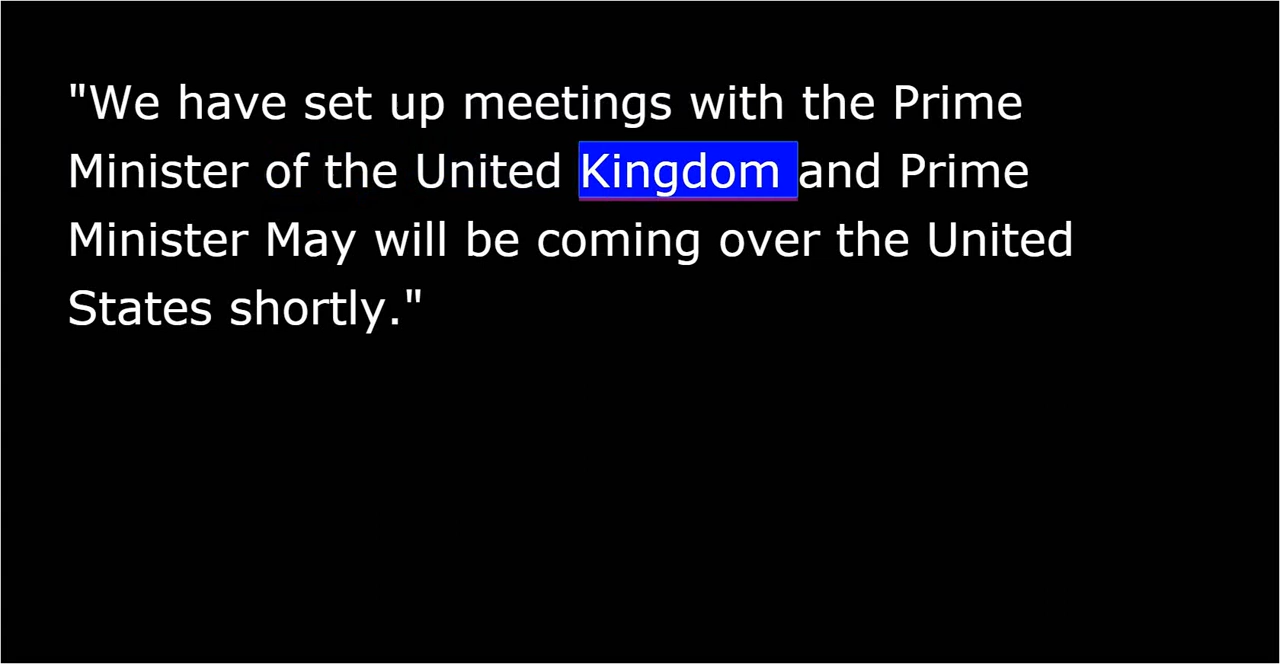 "We have set up meetings with the Prime
Minister of the United Kingdom and Prime
Minister May will be coming over the United
States shortly."